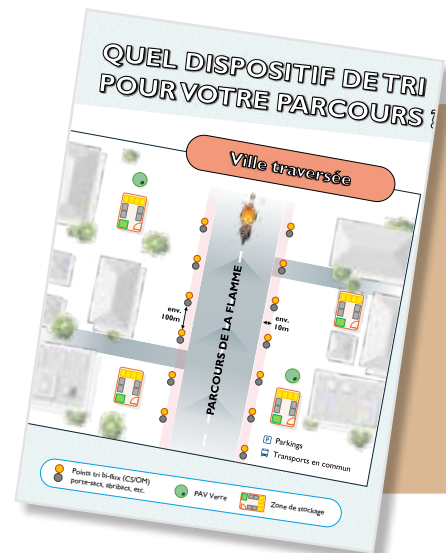 QUEL DISPOSITIF DE TRI
POUR VOTRE PARCOURS ?
Ville traversée
env.
100m
PARCOURS DE LA FLAMME
env.
10m
P Parkings
Transports en commun
Points tri bi-flux (CS/OM)
porte-sacs, abribacs, etc.
PAV Verre
Zone de stockage